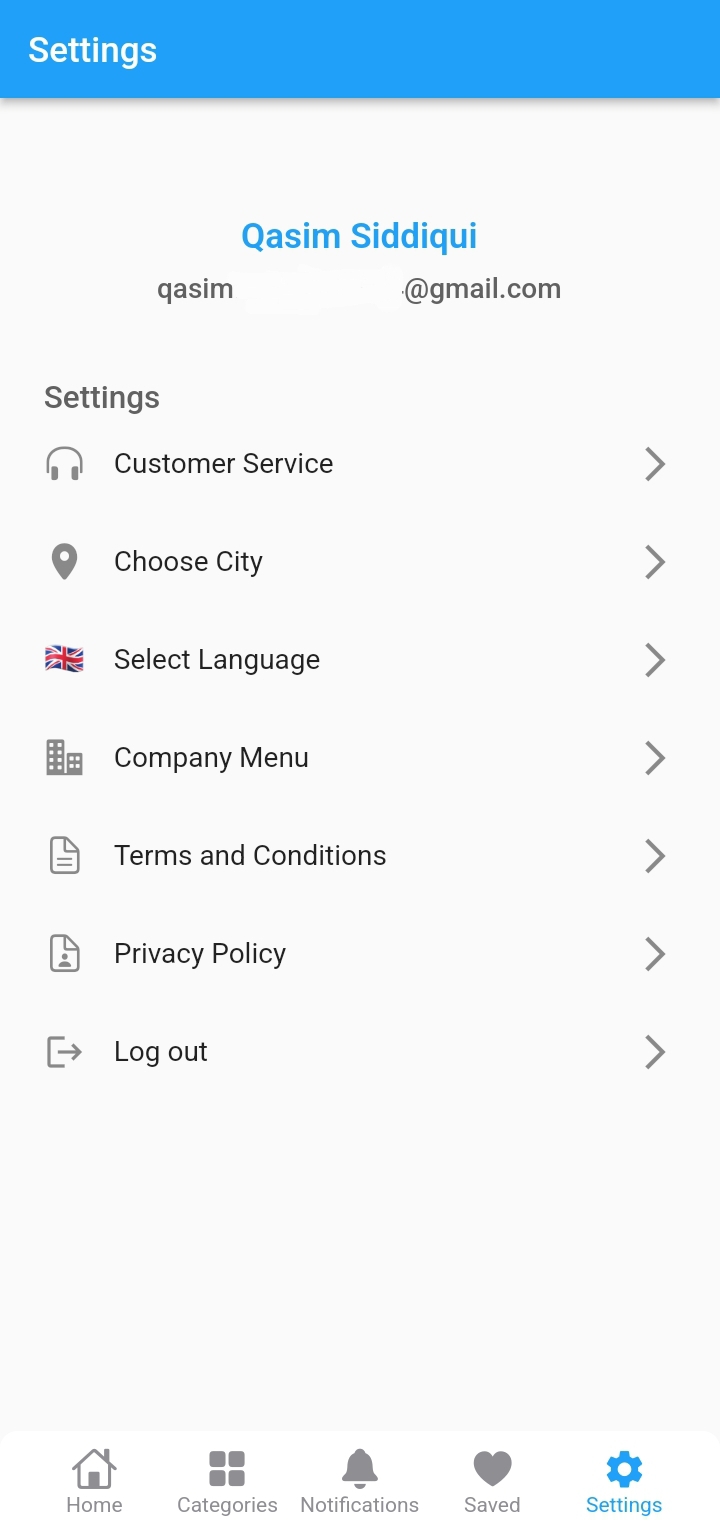 Settings
Qasim Siddiqui
qasim @gmail.com
Settings
Customer Service
Choose City
Select Language
Company Menu
Terms and Conditions
Privacy Policy
Log out
Home Categories Notifications Saved Settings